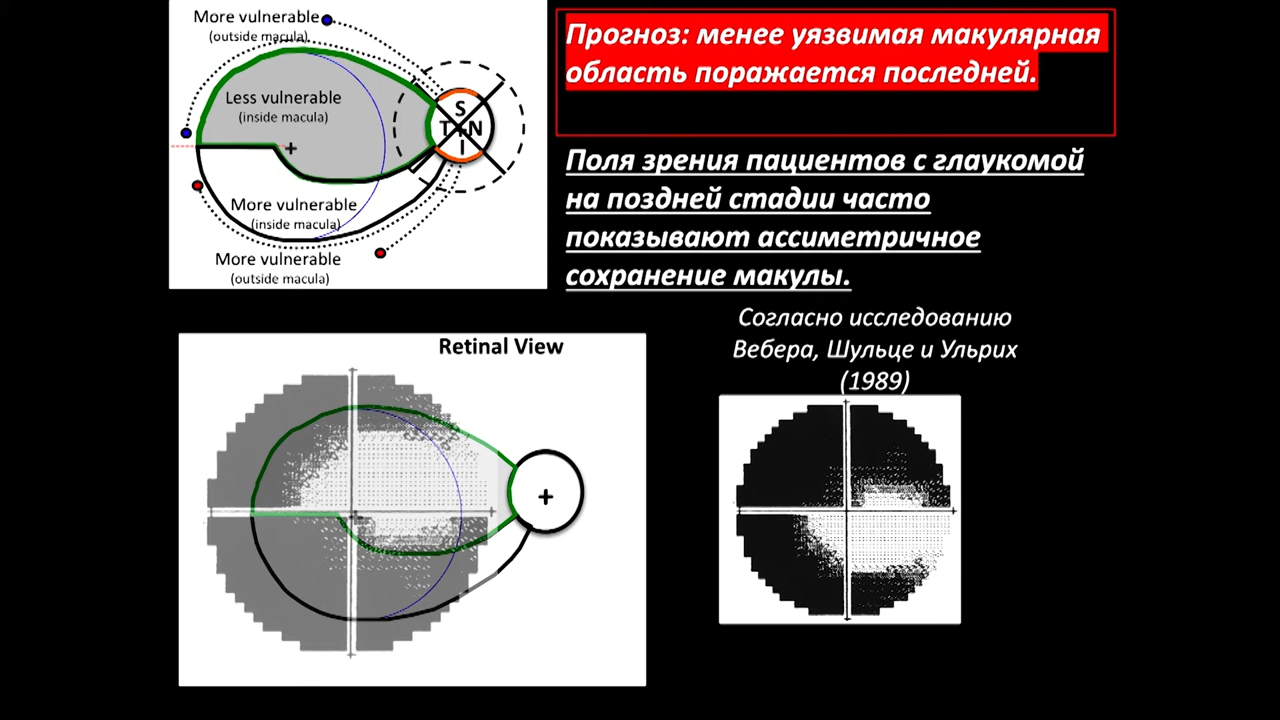 More vulnerable
(outside macula)
Less vulnerable
(inside macula)
S
T N
I
More vulnerable
(inside macula)
More vulnerable
(outside macula)
Прогноз: менее уязвимая макулярная
область поражается последней.
Поля зрения пациентов с глаукомой
на поздней стадии часто
показывают ассиметричное
сохранение макулы.
Согласно исследованию
Вебера, Шульце и Ульрих
(1989)
Retinal View